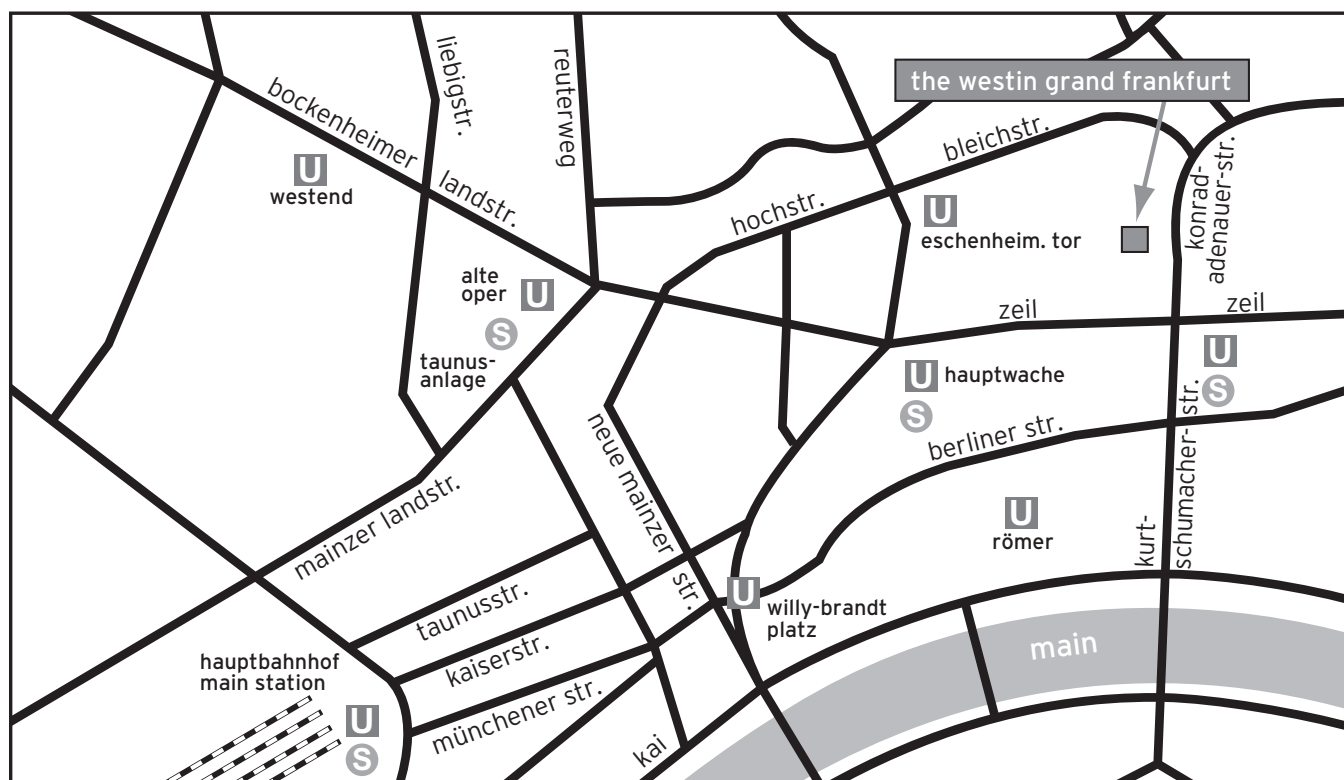 liebigstr.
reuterweg
the westin grand frankfurt
bockenheimer
landstr.
bleichstr.
konrad-
adenauer-str.
U
westend
hochstr.
U
eschenheim. tor
alte
oper
U
S
taunus-
anlage
zeil
zeil
U
hauptwache
S
U
S
neue mainzer
str.
berliner str.
kurt-
schumacher-str.
mainzer landstr.
U
römer
taunusstr.
U
willy-brandt
platz
main
kaiserstr.
hauptbahnhof
main station
U
S
münchener str.
kai